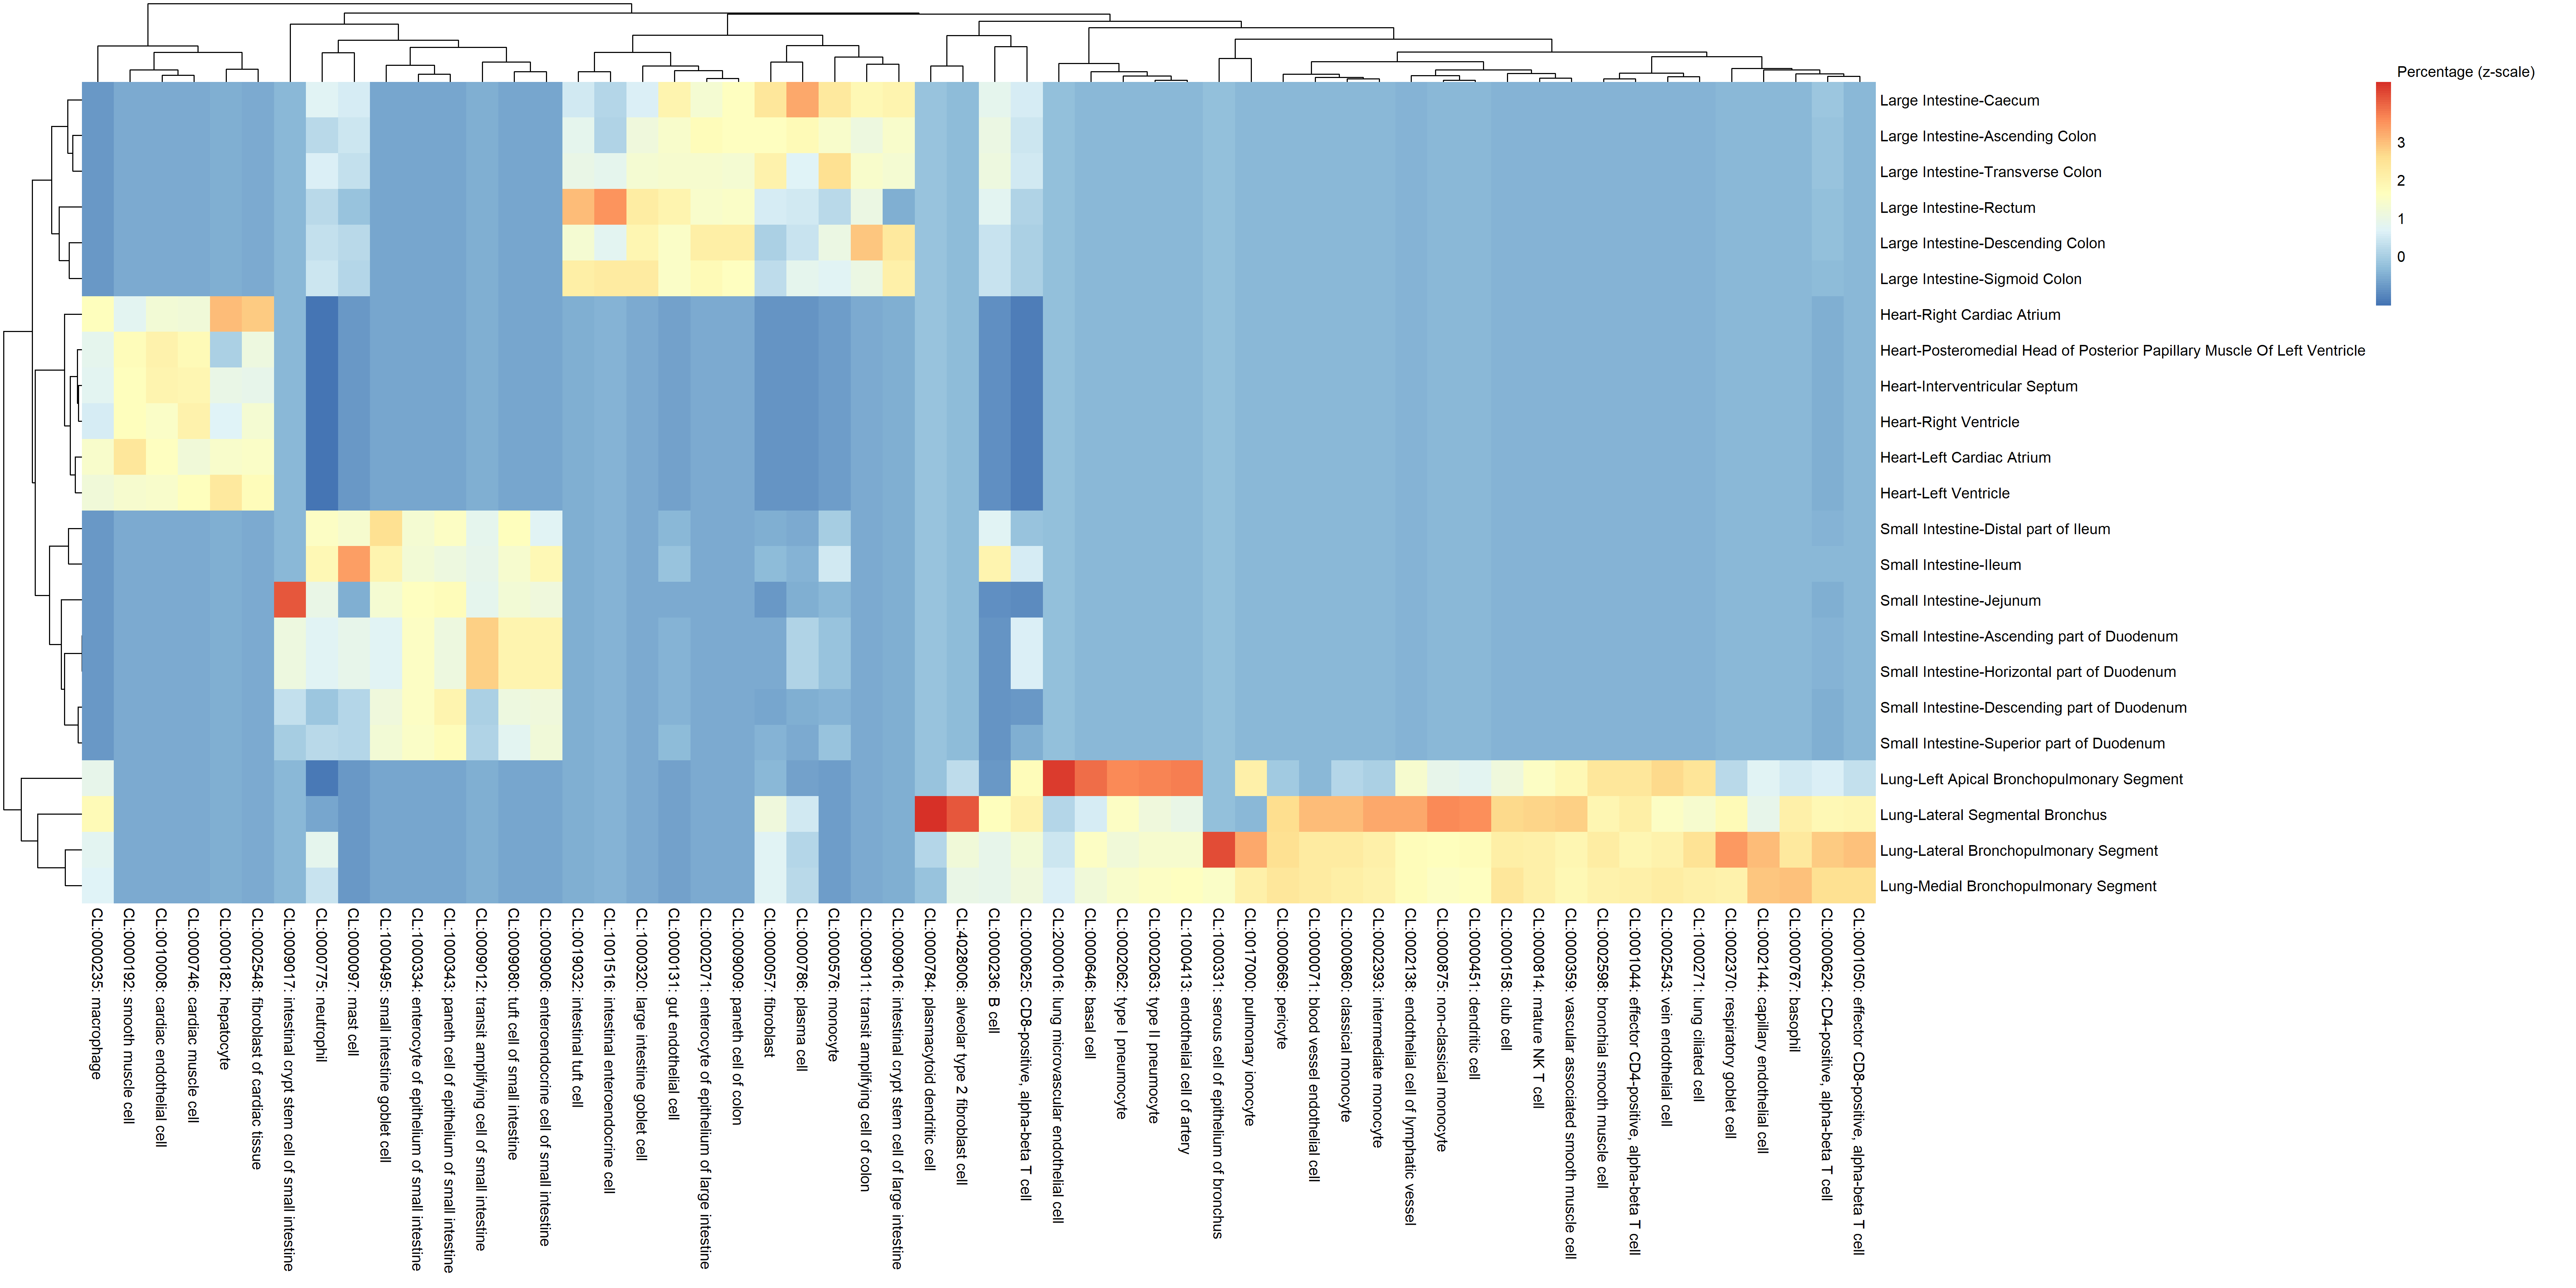 Percentage (z-scale)
3
2
1
0
Large Intestine-Caecum
Large Intestine-Ascending Colon
Large Intestine-Transverse Colon
Large Intestine-Rectum
Large Intestine-Descending Colon
Large Intestine-Sigmoid Colon
Heart-Right Cardiac Atrium
Heart-Posteromedial Head of Posterior Papillary Muscle Of Left Ventricle
Heart-Interventricular Septum
Heart-Right Ventricle
Heart-Left Cardiac Atrium
Heart-Left Ventricle
Small Intestine-Distal part of Ileum
Small Intestine-Ileum
Small Intestine-Jejunum
Small Intestine-Ascending part of Duodenum
Small Intestine-Horizontal part of Duodenum
Small Intestine-Descending part of Duodenum
Small Intestine-Superior part of Duodenum
Lung-Left Apical Bronchopulmonary Segment
Lung-Lateral Segmental Bronchus
Lung-Lateral Bronchopulmonary Segment
Lung-Medial Bronchopulmonary Segment
CL:0000235: macrophage
CL:0000192: smooth muscle cell
CL:0010008: cardiac endothelial cell
CL:0000746: cardiac muscle cell
CL:0000182: hepatocyte
CL:0002548: fibroblast of cardiac tissue
CL:0009017: intestinal crypt stem cell of small intestine
CL:0000775: neutrophil
CL:0000097: mast cell
CL:1000495: small intestine goblet cell
CL:1000334: enterocyte of epithelium of small intestine
CL:1000343: paneth cell of epithelium of small intestine
CL:0009012: transit amplifying cell of small intestine
CL:0009080: tuft cell of small intestine
CL:0009006: enteroendocrine cell of small intestine
CL:0019032: intestinal tuft cell
CL:1001516: intestinal enteroendocrine cell
CL:1000320: large intestine goblet cell
CL:0000131: gut endothelial cell
CL:0002071: enterocyte of epithelium of large intestine
CL:0009009: paneth cell of colon
CL:0000057: fibroblast
CL:0000786: plasma cell
CL:0000576: monocyte
CL:0009011: transit amplifying cell of colon
CL:0009016: intestinal crypt stem cell of large intestine
CL:0000784: plasmacytoid dendritic cell
CL:4028006: alveolar type 2 fibroblast cell
CL:0000236: B cell
CL:0000625: CD8-positive, alpha-beta T cell
CL:2000016: lung microvascular endothelial cell
CL:0000646: basal cell
CL:0002062: type I pneumocyte
CL:0002063: type II pneumocyte
CL:1000413: endothelial cell of artery
CL:1000331: serous cell of epithelium of bronchus
CL:0017000: pulmonary ionocyte
CL:0000669: pericyte
CL:0000071: blood vessel endothelial cell
CL:0000860: classical monocyte
CL:0002393: intermediate monocyte
CL:0002138: endothelial cell of lymphatic vessel
CL:0000875: non-classical monocyte
CL:0000451: dendritic cell
CL:0000158: club cell
CL:0000814: mature NK T cell
CL:0000359: vascular associated smooth muscle cell
CL:0002598: bronchial smooth muscle cell
CL:0001044: effector CD4-positive, alpha-beta T cell
CL:0002543: vein endothelial cell
CL:1000271: lung ciliated cell
CL:0002370: respiratory goblet cell
CL:0002144: capillary endothelial cell
CL:0000767: basophil
CL:0000624: CD4-positive, alpha-beta T cell
CL:0001050: effector CD8-positive, alpha-beta T cell